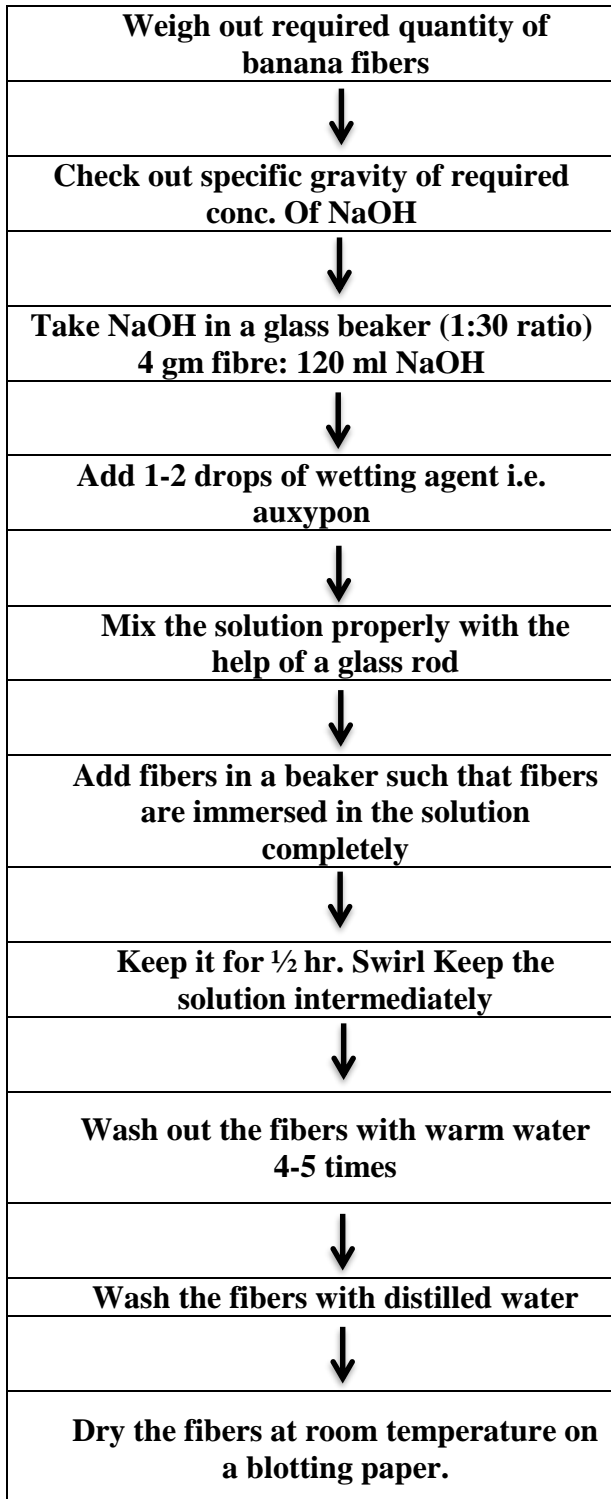 Weigh out required quantity of
banana fibers
Check out specific gravity of required
conc. Of NaOH
Take NaOH in a glass beaker (1:30 ratio)
4 gm fibre: 120 ml NaOH
Add 1-2 drops of wetting agent i.e.
auxypon
Mix the solution properly with the
help of a glass rod
Add fibers in a beaker such that fibers
are immersed in the solution
completely
Keep it for ½ hr. Swirl Keep the
solution intermediately
Wash out the fibers with warm water
4-5 times
Wash the fibers with distilled water
Dry the fibers at room temperature on
a blotting paper.